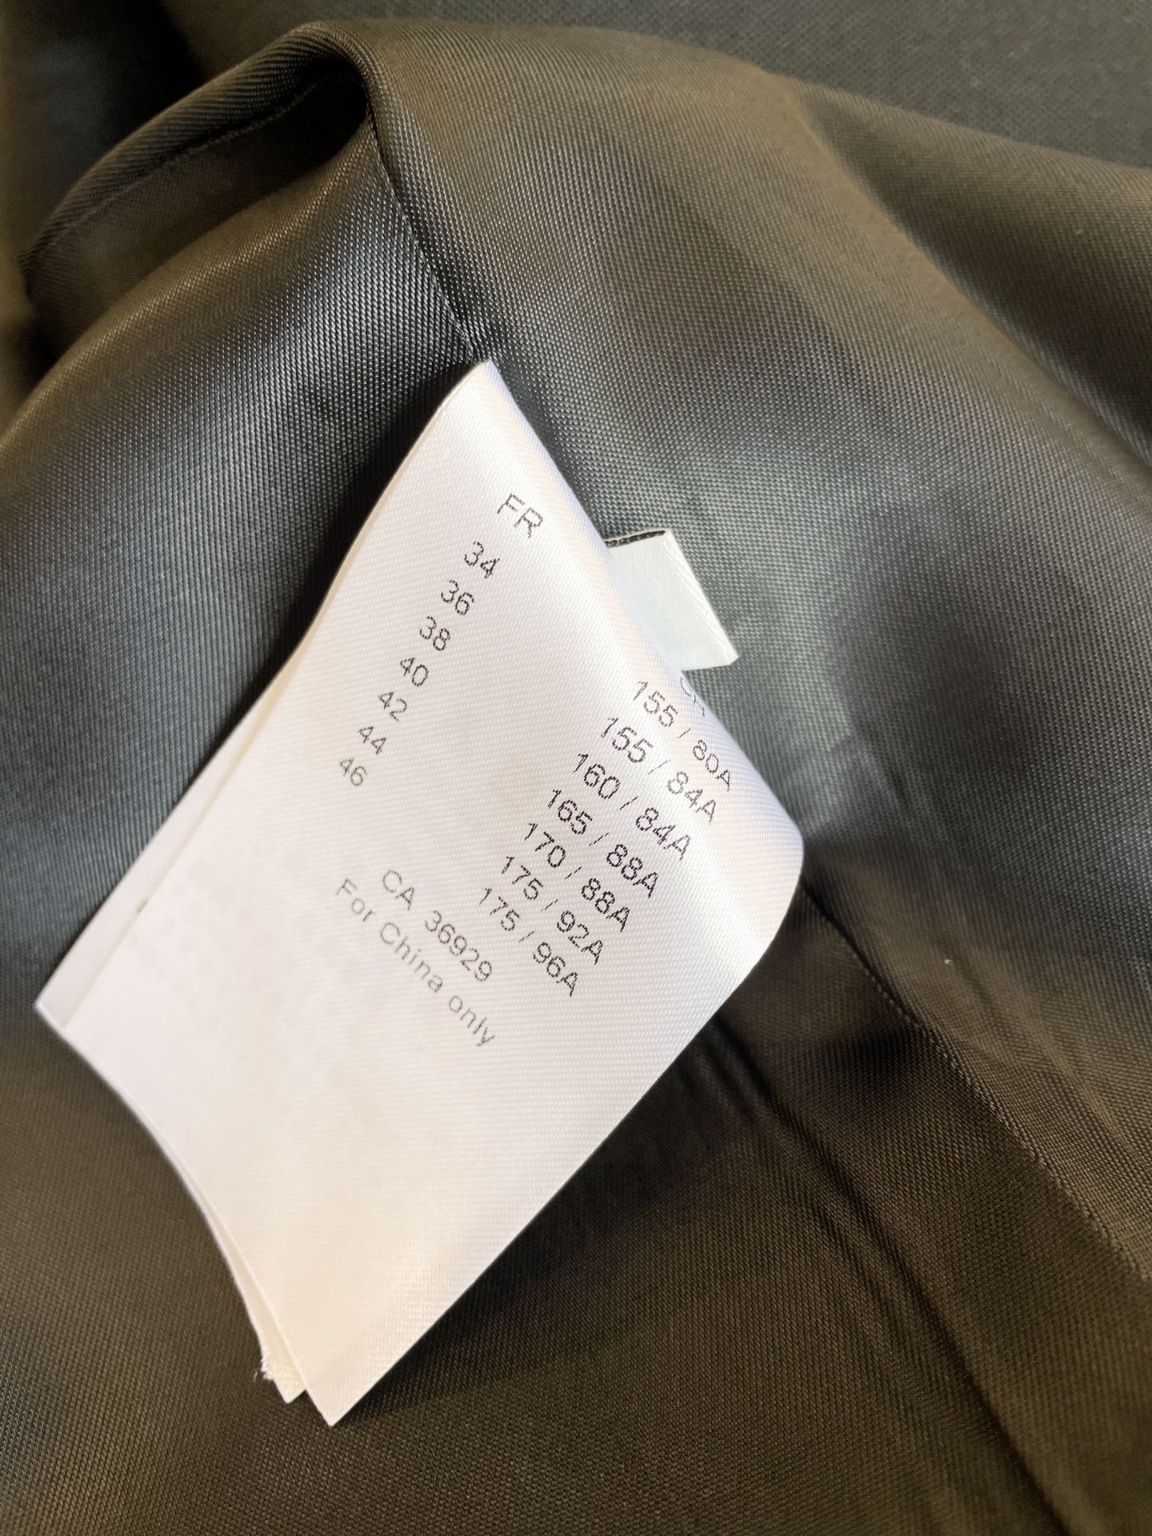 FR CH
34 155 / 80A
36 155 / 84A
38 160 / 84A
40 165 / 88A
42 170 / 88A
44 175 / 92A
46 175 / 96A
CA 36929
For China only